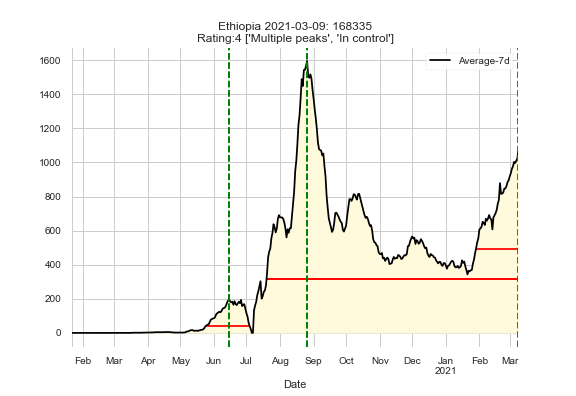 Ethiopia 2021-03-09: 168335
Rating:4 ['Multiple peaks', 'In control']
Average-7d
1600
1400
1200
1000
800
600
400
200
0
Feb Mar Apr May Jun Jul Aug Sep Oct Nov Dec Jan Feb Mar
2021
Date